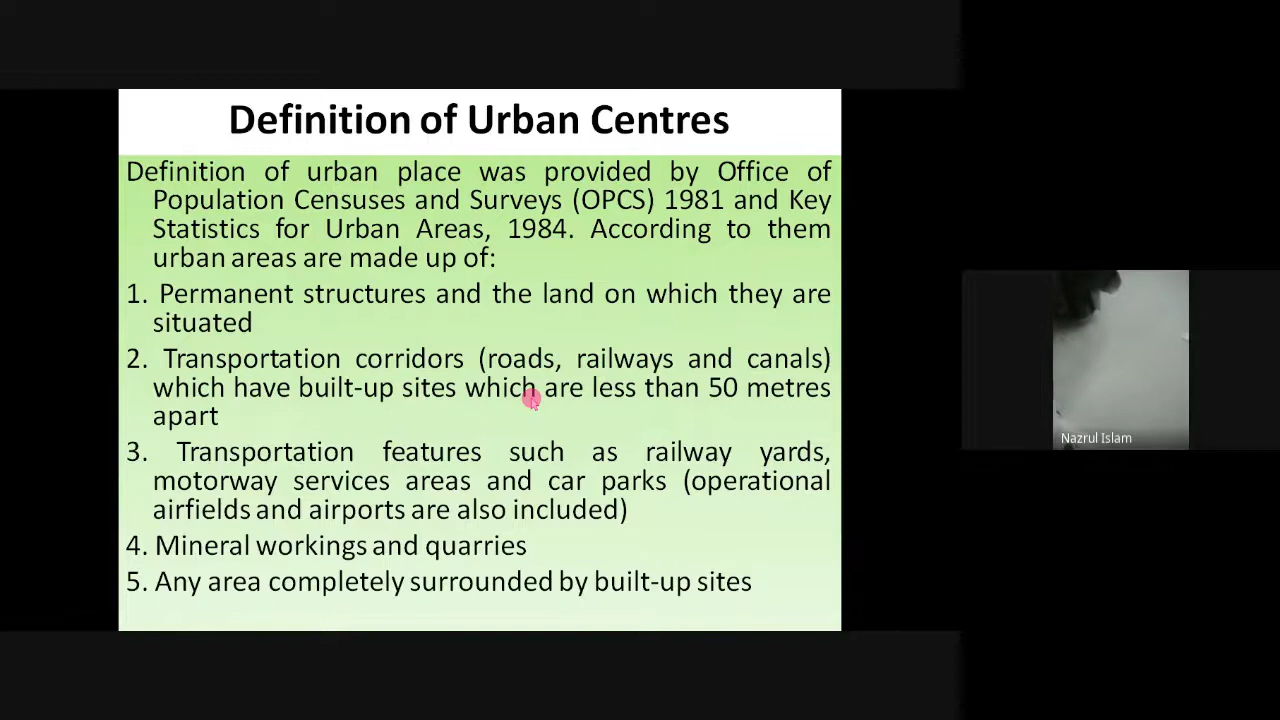 Definition of Urban Centres
Definition of urban place was provided by Office of
Population Censuses and Surveys (OPCS) 1981 and Key
Statistics for Urban Areas, 1984. According to them
urban areas are made up of:
1. Permanent structures and the land on which they are
situated
2. Transportation corridors (roads, railways and canals)
which have built-up sites which are less than 50 metres
apart
3. Transportation features such as railway yards,
motorway services areas and car parks (operational
airfields and airports are also included)
4. Mineral workings and quarries
5. Any area completely surrounded by built-up sites
Nazrul Islam